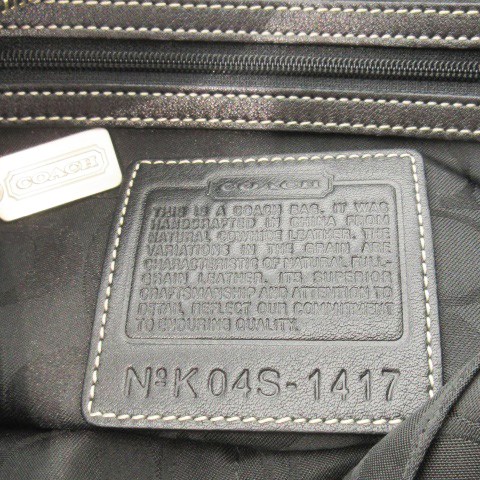 COACH
COACH
THIS IS A COACH BAG. IT WAS
HANDCRAFTED IN CHINA FROM
NATURAL COWHIDE LEATHER. THE
VARIATIONS IN THE GRAIN ARE
CHARACTERISTIC OF NATURAL FULL-
GRAIN LEATHER. ITS SUPERIOR
CRAFTSMANSHIP AND ATTENTION TO
DETAIL REFLECT OUR COMMITMENT
TO ENDURING QUALITY.
Nº K04S-1417